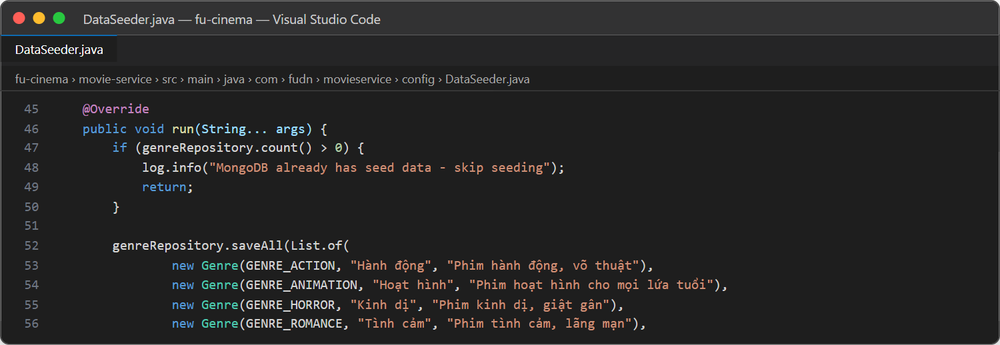 DataSeeder.java — fu-cinema — Visual Studio Code
DataSeeder.java
fu-cinema › movie-service › src › main › java › com › fudn › movieservice › config › DataSeeder.java
45 @Override
46 public void run(String... args) {
47 if (genreRepository.count() > 0) {
48 log.info("MongoDB already has seed data - skip seeding");
49 return;
50 }
51
52 genreRepository.saveAll(List.of(
53 new Genre(GENRE_ACTION, "Hành động", "Phim hành động, võ thuật"),
54 new Genre(GENRE_ANIMATION, "Hoạt hình", "Phim hoạt hình cho mọi lứa tuổi"),
55 new Genre(GENRE_HORROR, "Kinh dị", "Phim kinh dị, giật gân"),
56 new Genre(GENRE_ROMANCE, "Tình cảm", "Phim tình cảm, lãng mạn"),